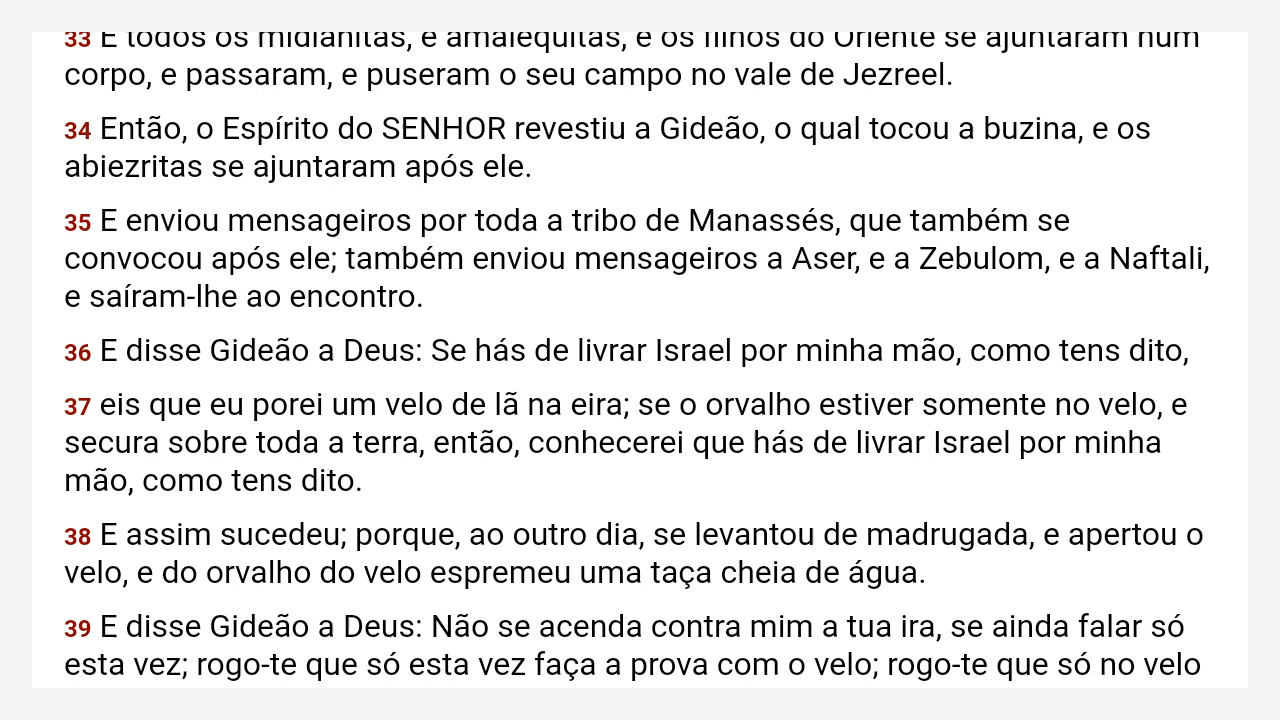 33 E todos os midianitas, e amalequitas, e os filhos do Oriente se ajuntaram num
corpo, e passaram, e puseram o seu campo no vale de Jezreel.
34 Então, o Espírito do SENHOR revestiu a Gideão, o qual tocou a buzina, e os
abiezritas se ajuntaram após ele.
35 E enviou mensageiros por toda a tribo de Manassés, que também se
convocou após ele; também enviou mensageiros a Aser, e a Zebulom, e a Naftali,
e saíram-lhe ao encontro.
36 E disse Gideão a Deus: Se hás de livrar Israel por minha mão, como tens dito,
37 eis que eu porei um velo de lã na eira; se o orvalho estiver somente no velo, e
secura sobre toda a terra, então, conhecerei que hás de livrar Israel por minha
mão, como tens dito.
38 E assim sucedeu; porque, ao outro dia, se levantou de madrugada, e apertou o
velo, e do orvalho do velo espremeu uma taça cheia de água.
39 E disse Gideão a Deus: Não se acenda contra mim a tua ira, se ainda falar só
esta vez; rogo-te que só esta vez faça a prova com o velo; rogo-te que só no velo